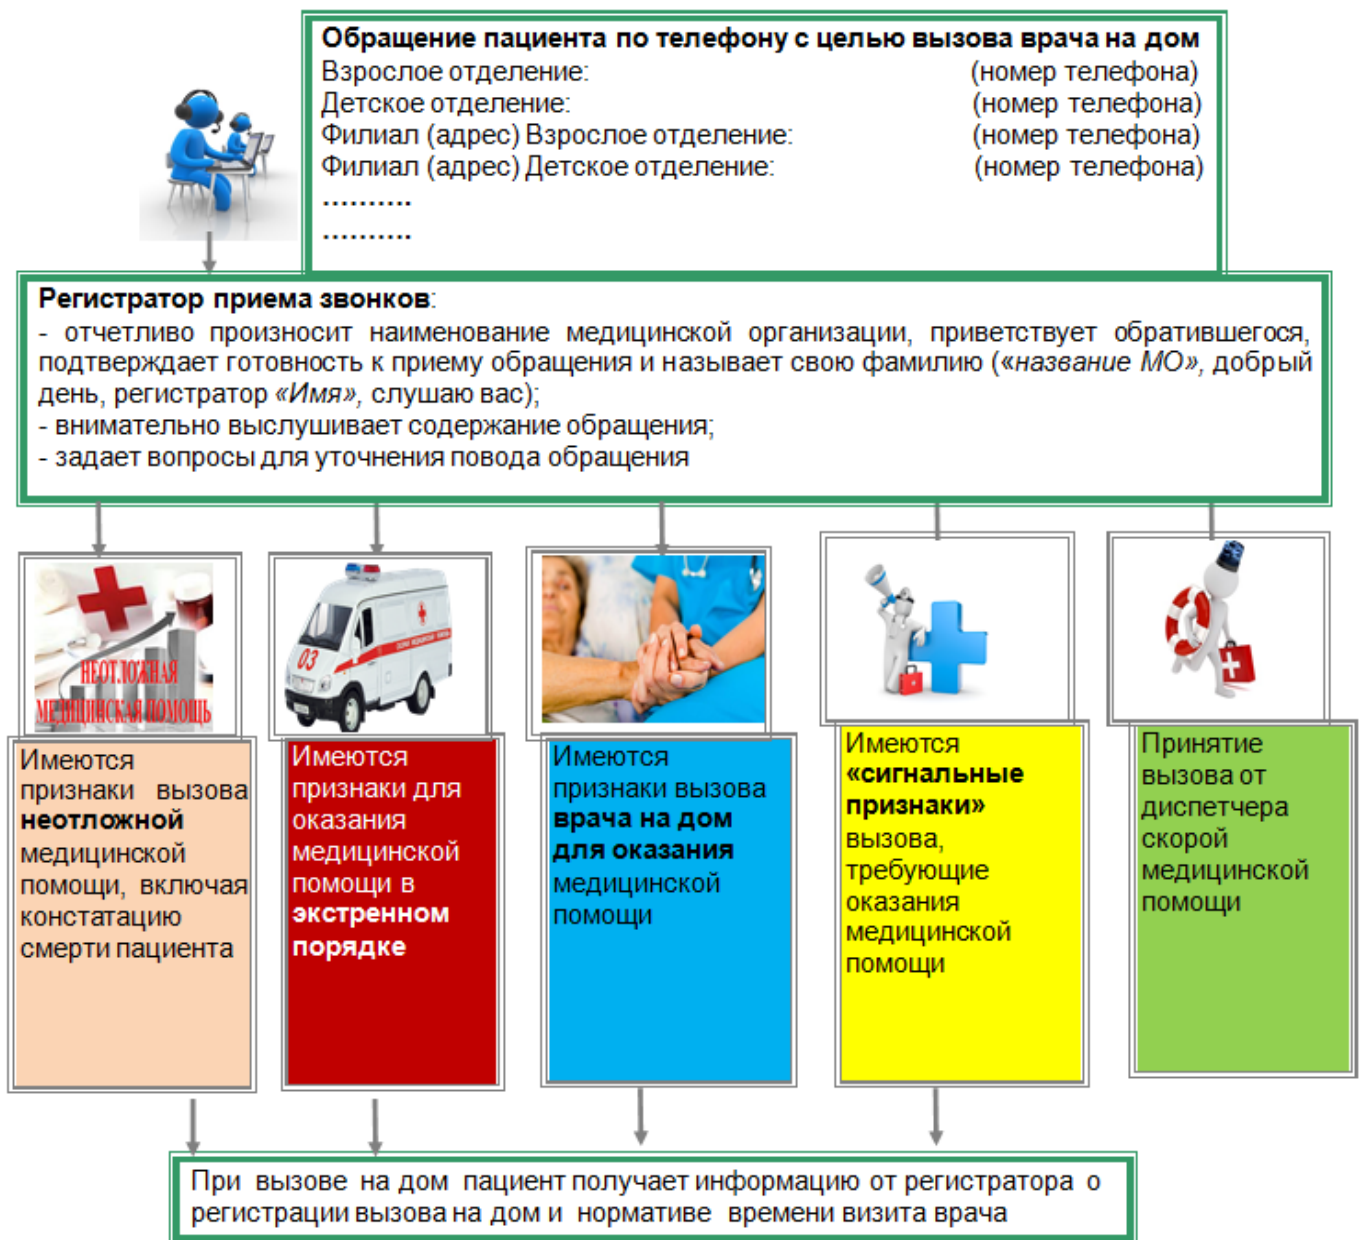 Обращение пациента по телефону с целью вызова врача на дом
Взрослое отделение: (номер телефона)
Детское отделение: (номер телефона)
Филиал (адрес) Взрослое отделение: (номер телефона)
Филиал (адрес) Детское отделение: (номер телефона)
..........
..........
Регистратор приема звонков:
- отчетливо произносит наименование медицинской организации, приветствует обратившегося,
подтверждает готовность к приему обращения и называет свою фамилию («название МО», добрый
день, регистратор «Имя», слушаю вас);
- внимательно выслушивает содержание обращения;
- задает вопросы для уточнения повода обращения
НЕОТЛОЖНАЯ
МЕДИЦИНСКАЯ ПОМОЩЬ
03
Имеются
признаки вызова
неотложной
медицинской
помощи, включая
констатацию
смерти пациента
Имеются
признаки для
оказания
медицинской
помощи в
экстренном
порядке
Имеются
признаки вызова
врача на дом
для оказания
медицинской
помощи
Имеются
«сигнальные
признаки»
вызова,
требующие
оказания
медицинской
помощи
Принятие
вызова от
диспетчера
скорой
медицинской
помощи
При вызове на дом пациент получает информацию от регистратора о
регистрации вызова на дом и нормативе времени визита врача